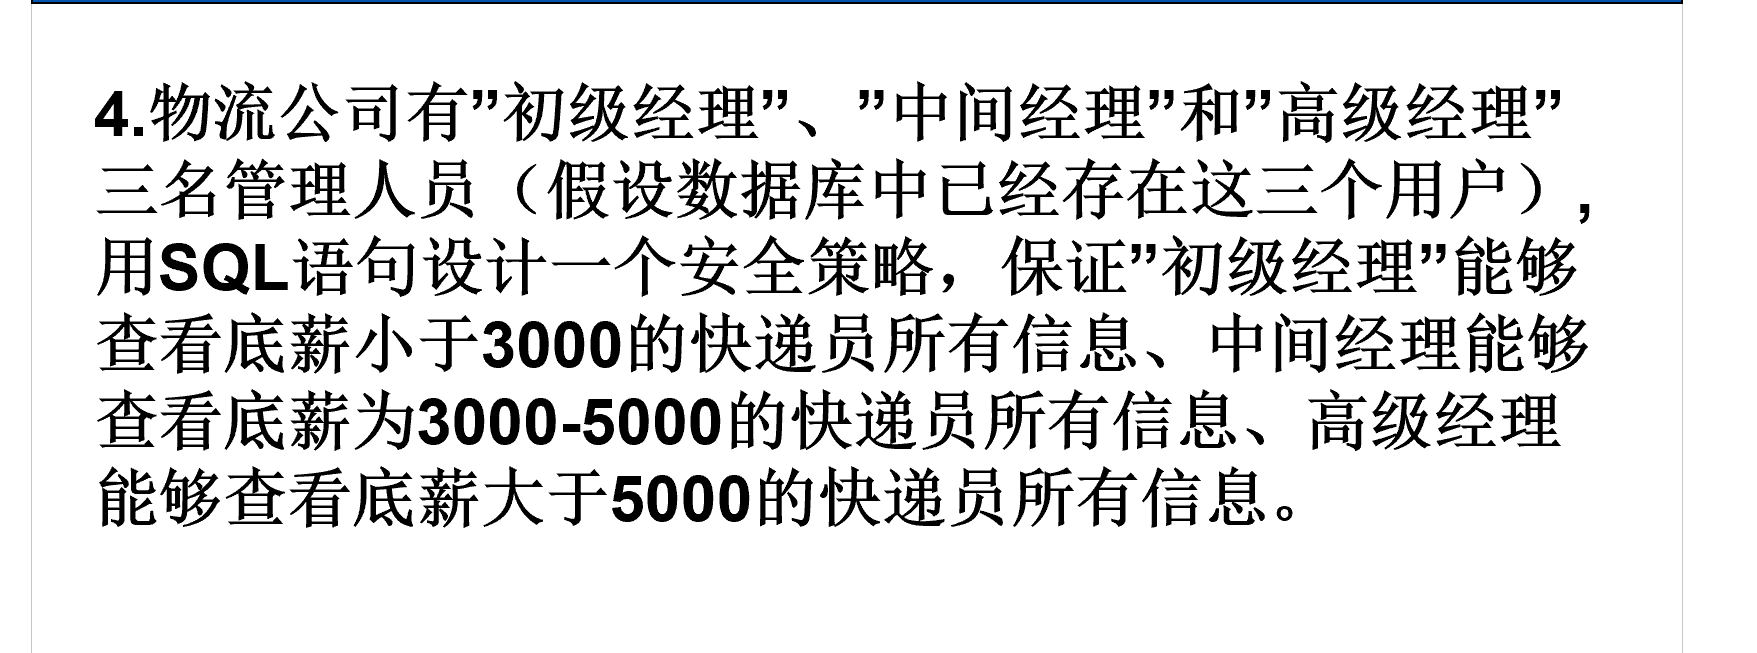 4.物流公司有”初级经理”、”中间经理”和”高级经理”
三名管理人员（假设数据库中已经存在这三个用户）,
用SQL语句设计一个安全策略，保证”初级经理”能够
查看底薪小于3000的快递员所有信息、中间经理能够
查看底薪为3000-5000的快递员所有信息、高级经理
能够查看底薪大于5000的快递员所有信息。